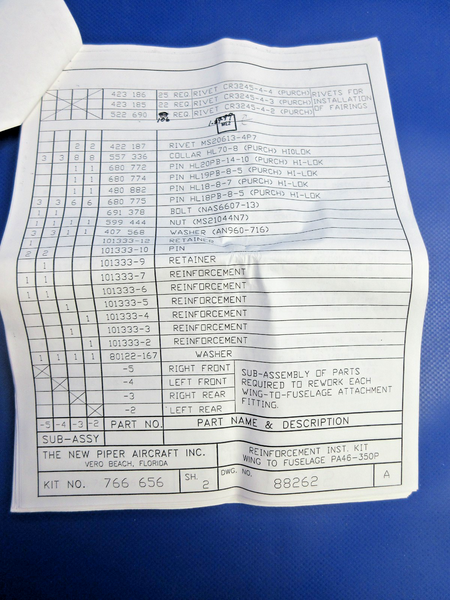 423 186 25 REQ RIVET CR3245-4-4 (PURCH) RIVETS FOR
423 185 22 REQ RIVET CR3245-4-3 (PURCH) INSTALLATION
522 690 REQ RIVET CR3245-4-2 (PURCH) OF FAIRINGS.
2 2 422 187 RIVET MS20613-4P7
3 3 8 8 557 336 COLLAR HL70-8 (PURCH) HIOLDK
1 1 680 772 PIN HL20PB-14-10 (PURCH) HI-LOK
1 1 680 774 PIN HL19PB-8-5 (PURCH) HI-LOK
1 1 480 882 PIN HL18-8-7 (PURCH) HI-LOK
3 3 6 6 680 775 PIN HL18PB-8-5 (PURCH) HI-LOK
1 1 691 378 BOLT (NAS6607-13)
1 1 1 1 599 444 NUT (MS21044N7)
3 3 1 1 407 568 WASHER (AN960-716)
1 101333-12 RETAINER
2 2 101333-10 PIN
1 101333-9 RETAINER
1 1 101333-7 REINFORCEMENT
1 1 101333-6 REINFORCEMENT
1 101333-5 REINFORCEMENT
1 101333-4 REINFORCEMENT
1 101333-3 REINFORCEMENT
1 1 101333-2 REINFORCEMENT
1 1 1 1 80122-167 WASHER
-5 RIGHT FRONT SUB-ASSEMBLY OF PARTS
-4 LEFT FRONT REQUIRED TO REWORK EACH
-3 RIGHT REAR WING-TO-FUSELAGE ATTACHMENT
-2 LEFT REAR FITTING.
-5 -4 -3 -2 PART NO. PART NAME & DESCRIPTION
SUB-ASSY
THE NEW PIPER AIRCRAFT INC. REINFORCEMENT INST. KIT
VERO BEACH, FLORIDA WING TO FUSELAGE PA46-350P
KIT NO. 766 656 SH. 2 DWG. NO. 88262 A